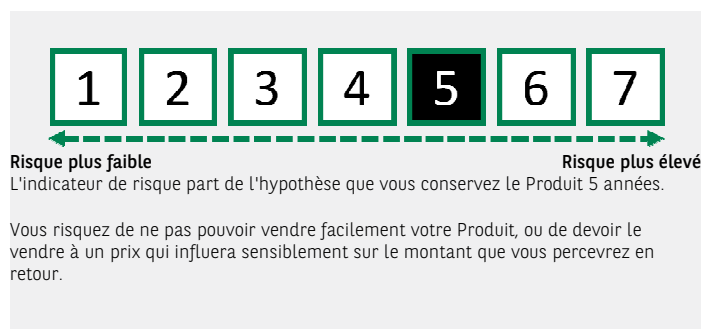 1 2 3 4 5 6 7
Risque plus faible Risque plus élevé
L'indicateur de risque part de l'hypothèse que vous conservez le Produit 5 années.
Vous risquez de ne pas pouvoir vendre facilement votre Produit, ou de devoir le
vendre à un prix qui influera sensiblement sur le montant que vous percevrez en
retour.